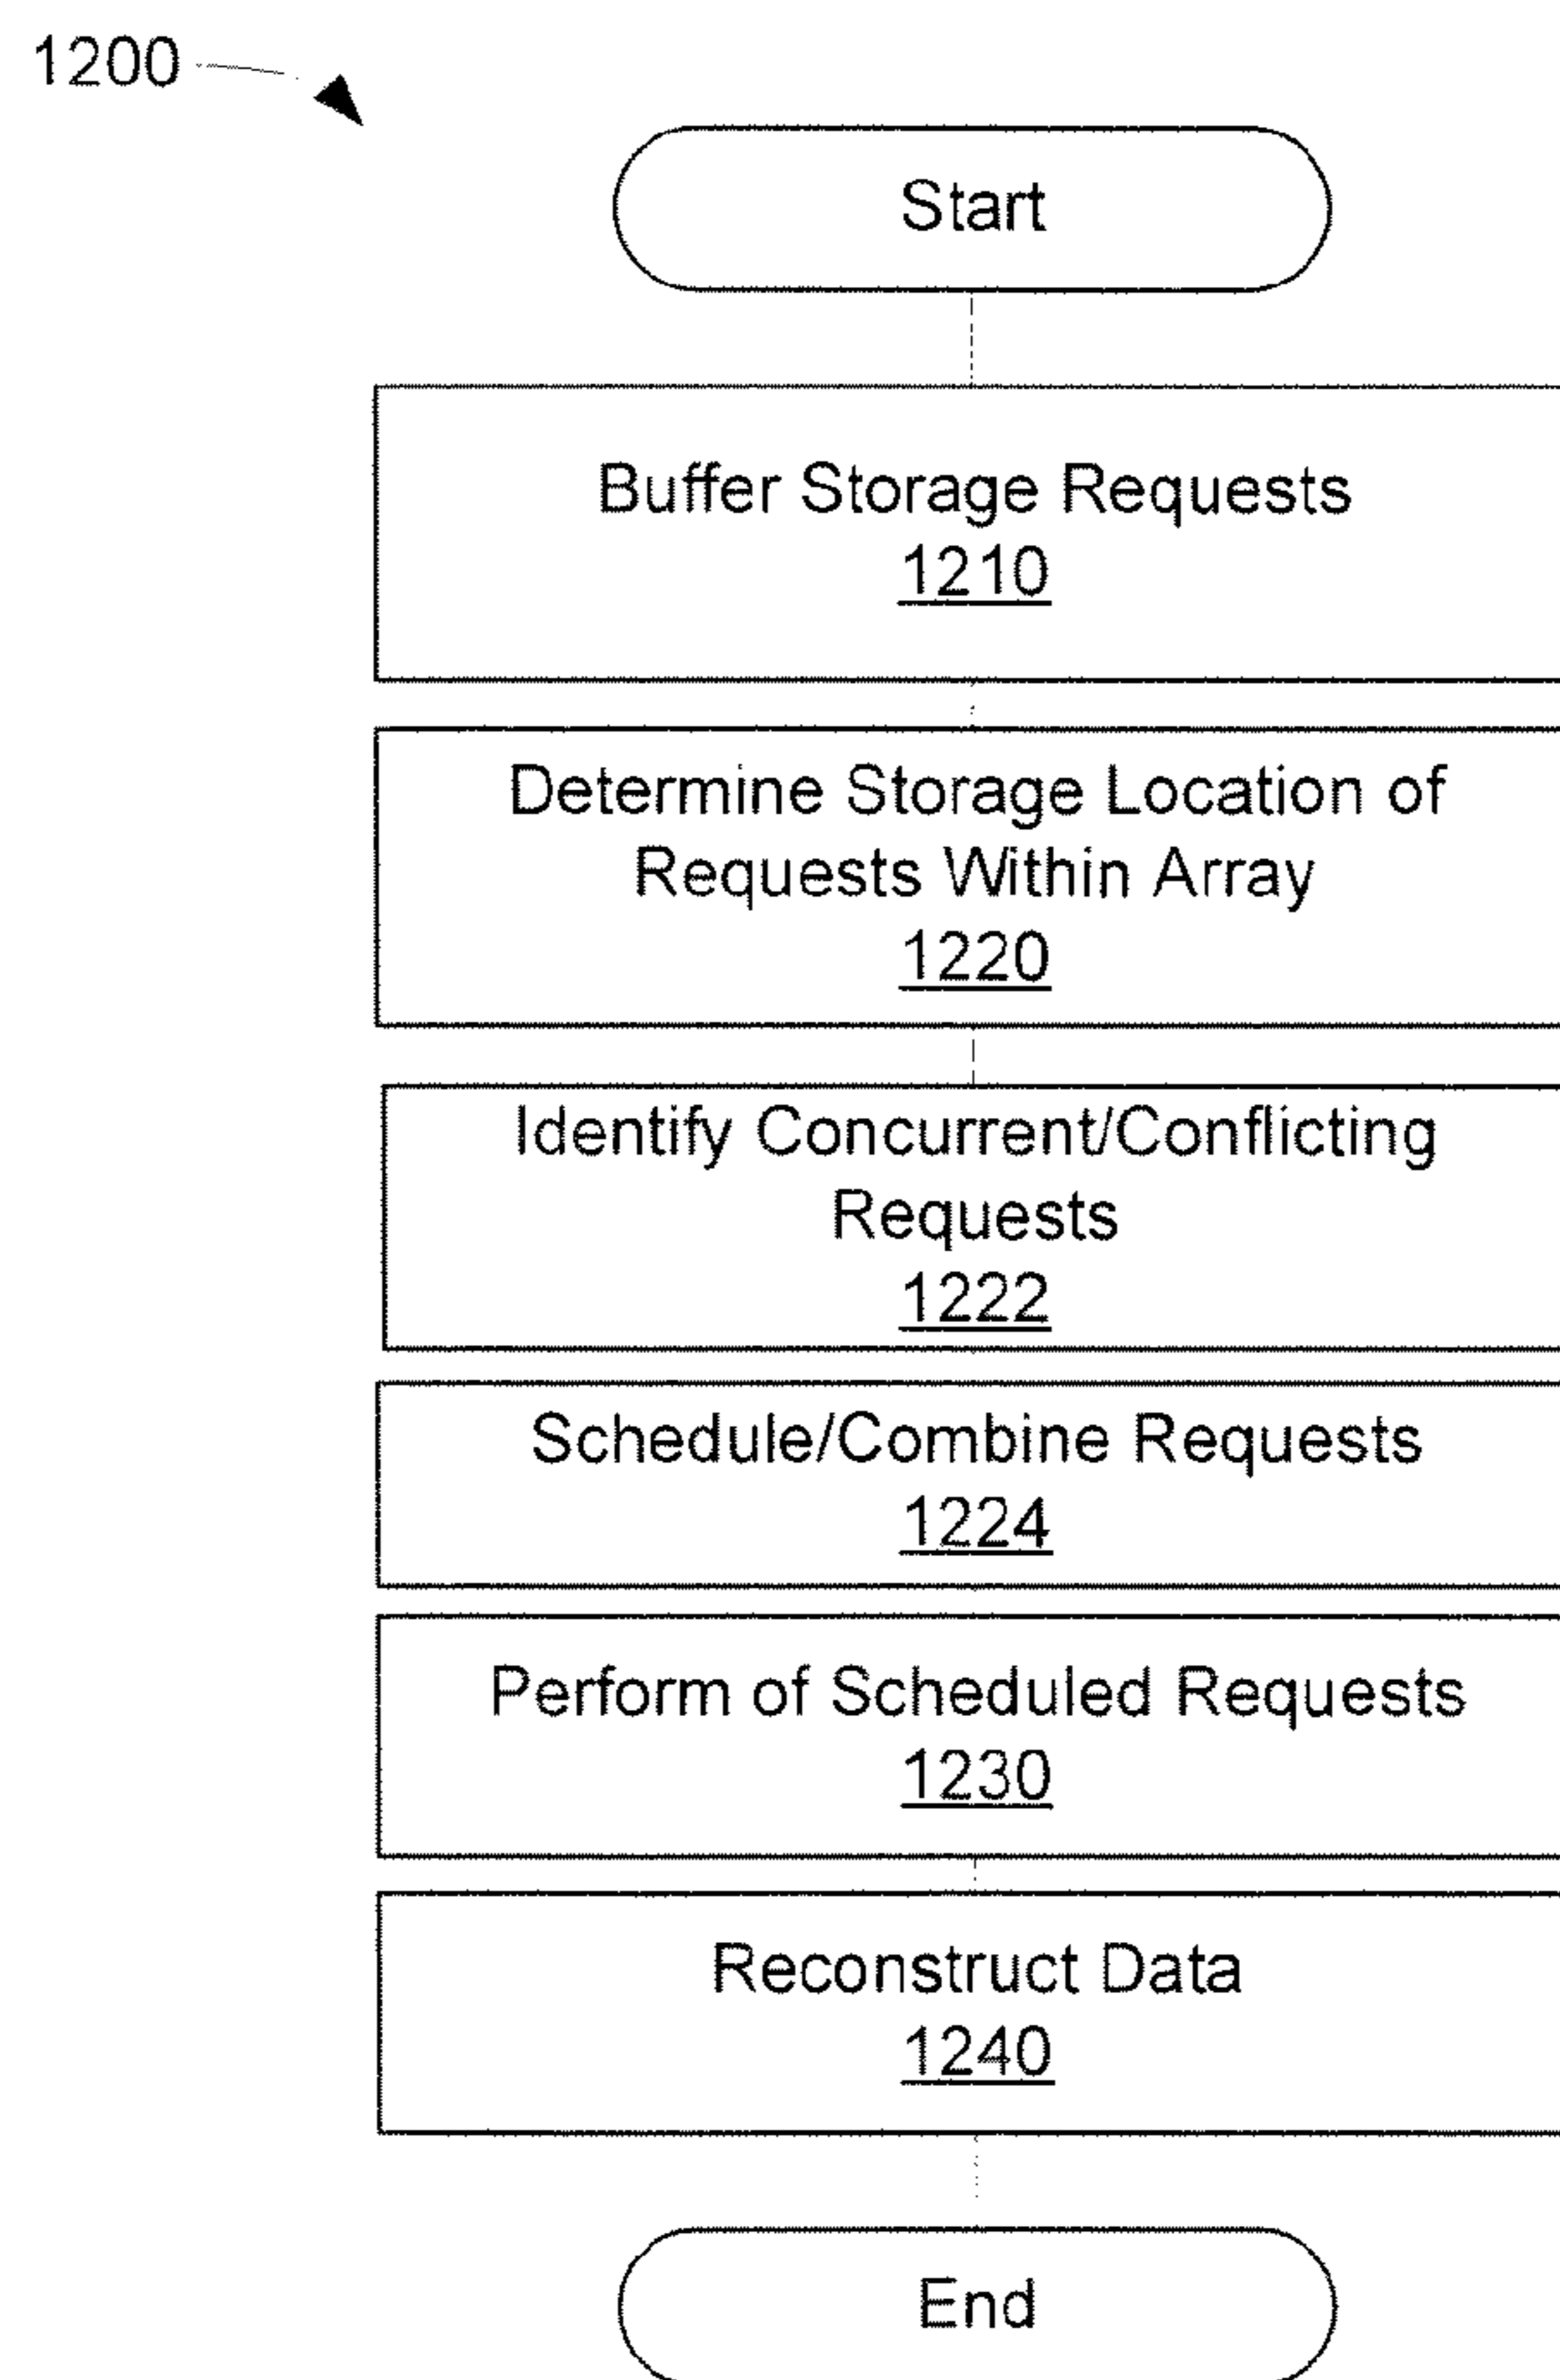 1200
Start
Buffer Storage Requests
1210
Determine Storage Location of
Requests Within Array
1220
Identify Concurrent/Conflicting
Requests
1222
Schedule/Combine Requests
1224
Perform of Scheduled Requests
1230
Reconstruct Data
1240
End